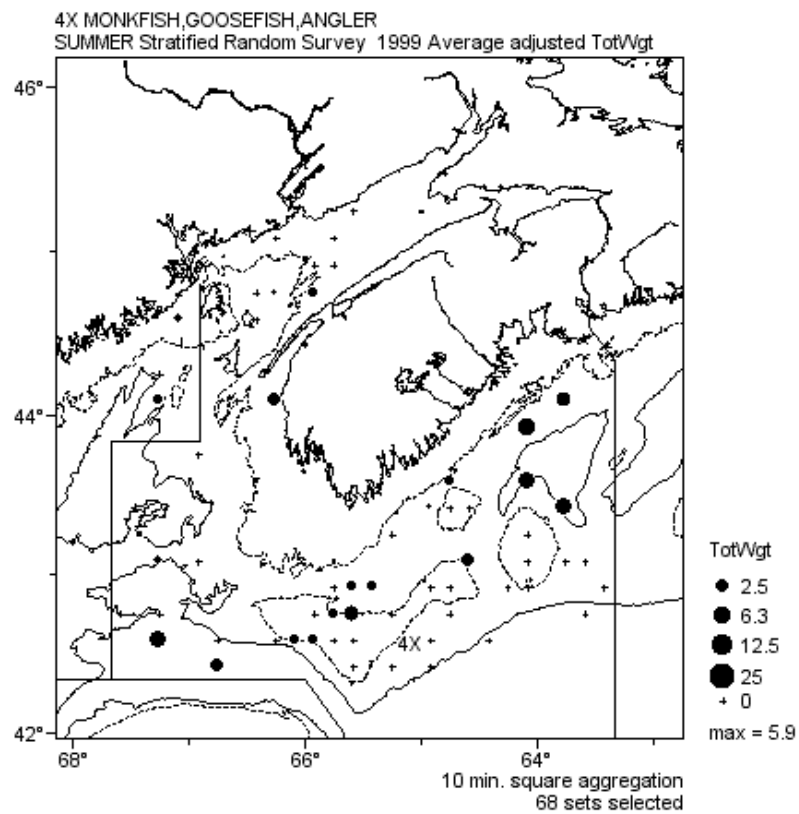 4X MONKFISH,GOOSEFISH,ANGLER
SUMMER Stratified Random Survey 1999 Average adjusted TotWgt
46°
44°
42°
68°
66°
64°
4X
TotWgt
2.5
6.3
12.5
25
0
max = 5.9
10 min. square aggregation
68 sets selected